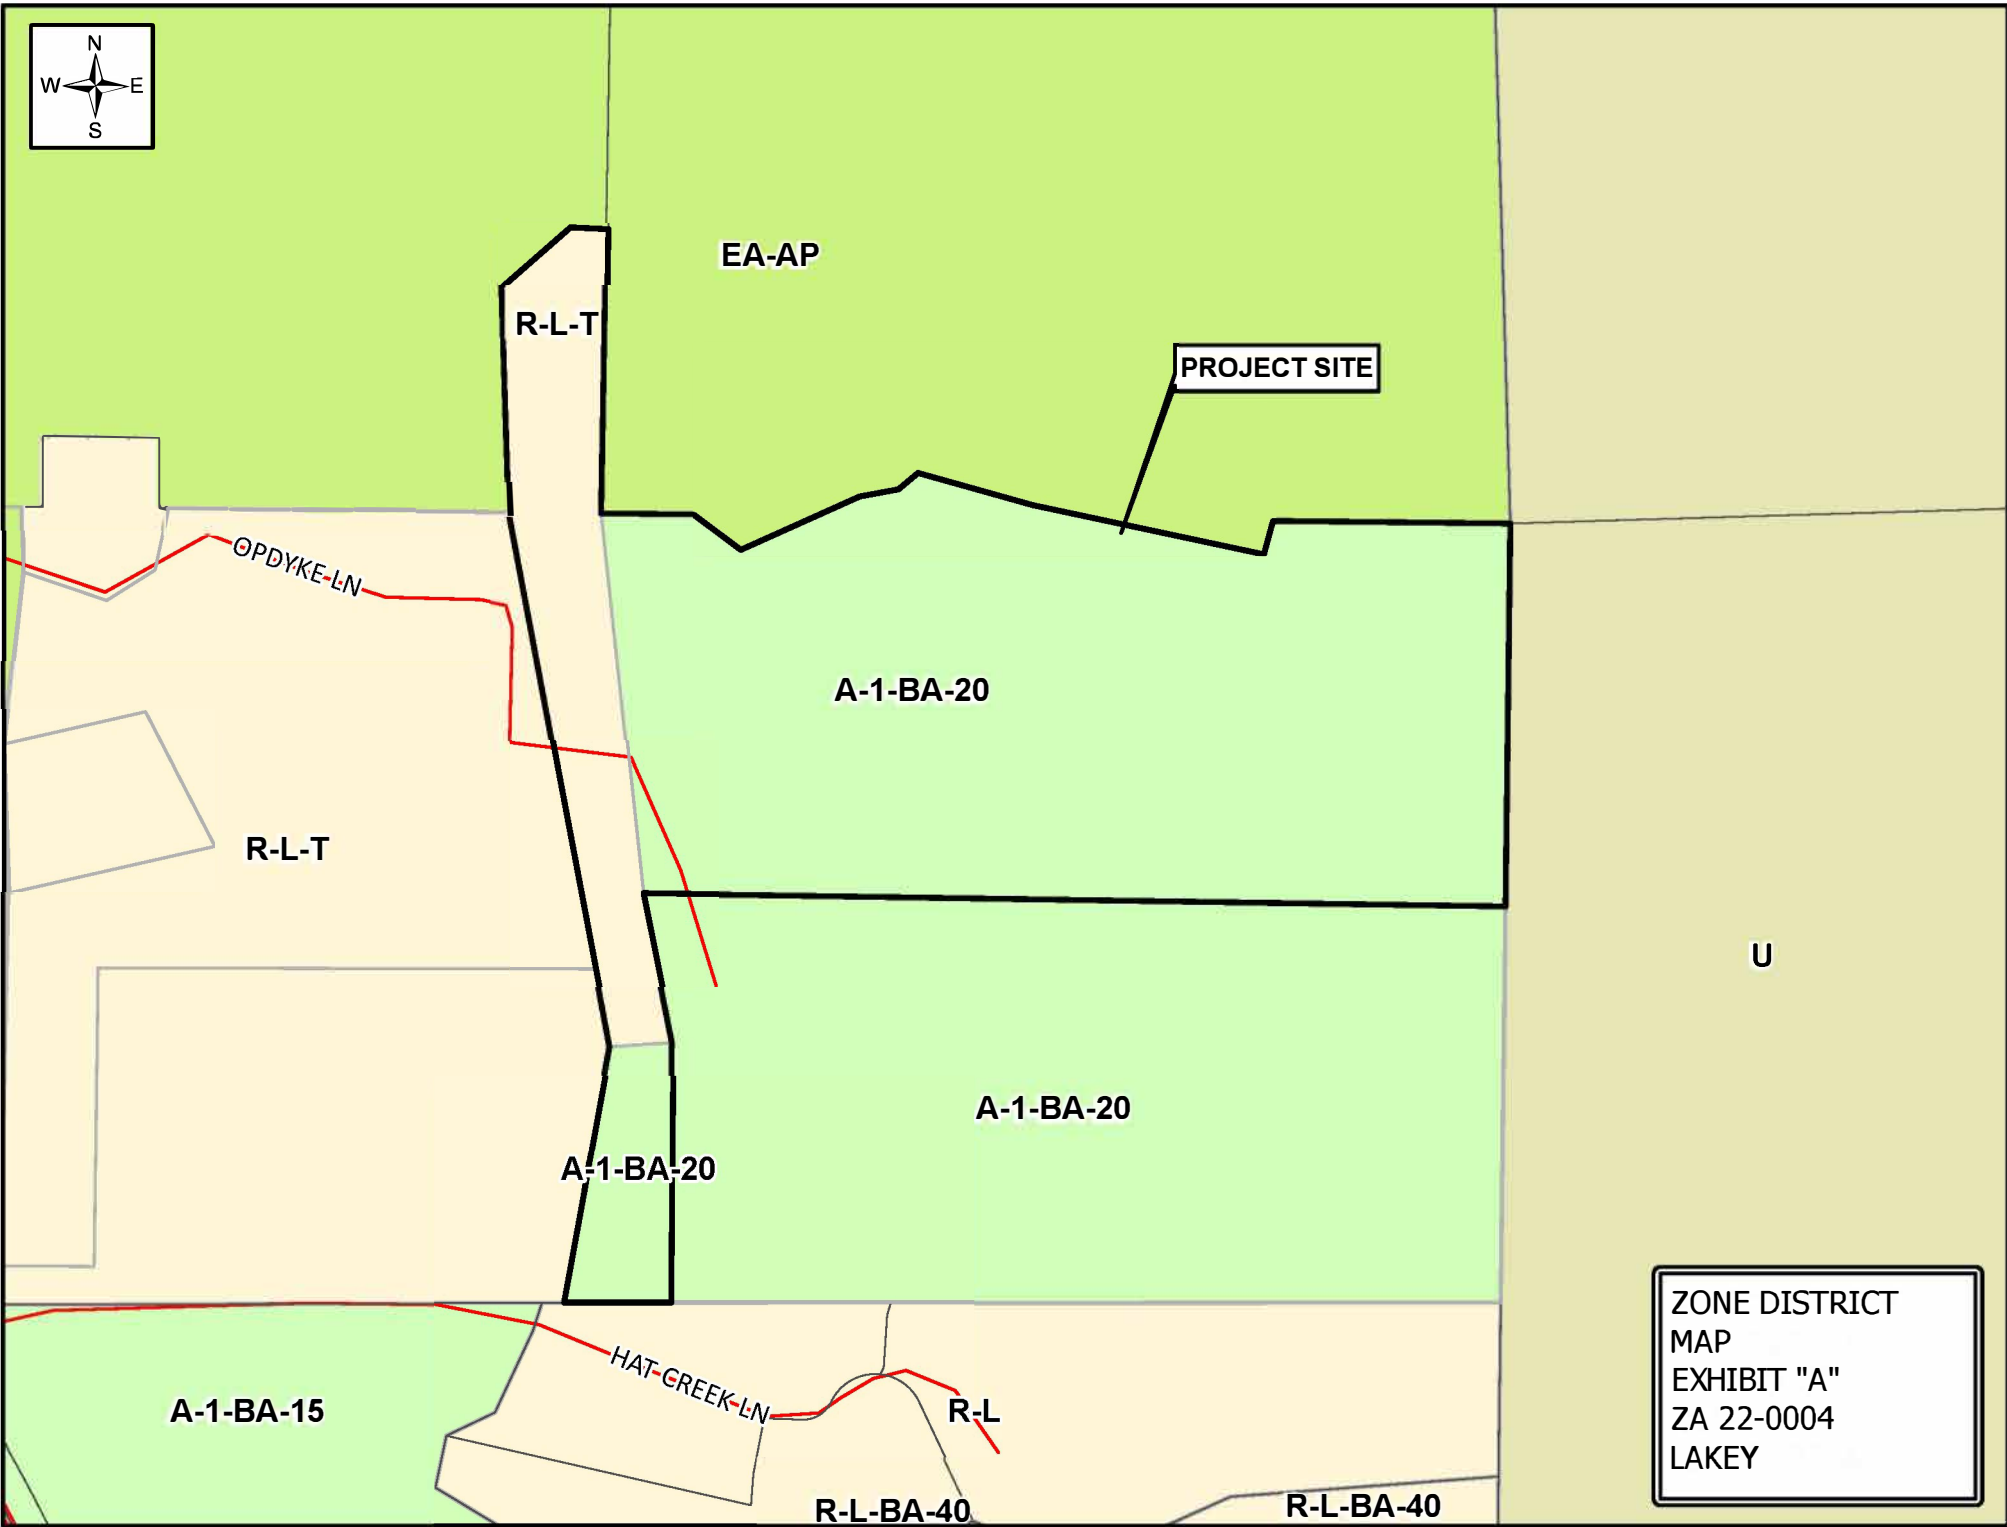 N
W E
S
EA-AP
R-L-T
PROJECT SITE
OPDYKE LN
A-1-BA-20
R-L-T
U
A-1-BA-20
A-1-BA-20
HAT CREEK LN
A-1-BA-15
R-L
R-L-BA-40
R-L-BA-40
ZONE DISTRICT
MAP
EXHIBIT "A"
ZA 22-0004
LAKEY